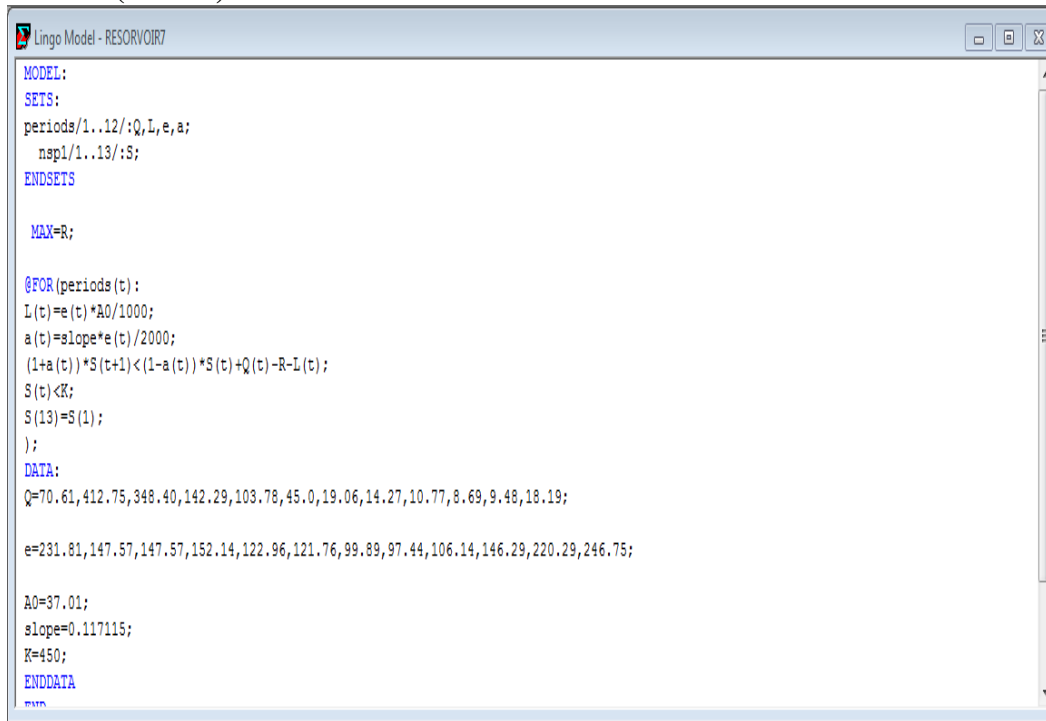 Lingo Model - RESORVOIR7
MODEL:
SETS:
periods/1..12/:Q,L,e,a;
nsp1/1..13/:S;
ENDSETS
MAX=R;
@FOR(periods(t):
L(t)=e(t)*A0/1000;
a(t)=slope*e(t)/2000;
(1+a(t))*S(t+1)<(1-a(t))*S(t)+Q(t)-R-L(t);
S(t)<K;
S(13)=S(1);
);
DATA:
Q=70.61,412.75,348.40,142.29,103.78,45.0,19.06,14.27,10.77,8.69,9.48,18.19;
e=231.81,147.57,147.57,152.14,122.96,121.76,99.89,97.44,106.14,146.29,220.29,246.75;
A0=37.01;
slope=0.117115;
K=450;
ENDDATA
END